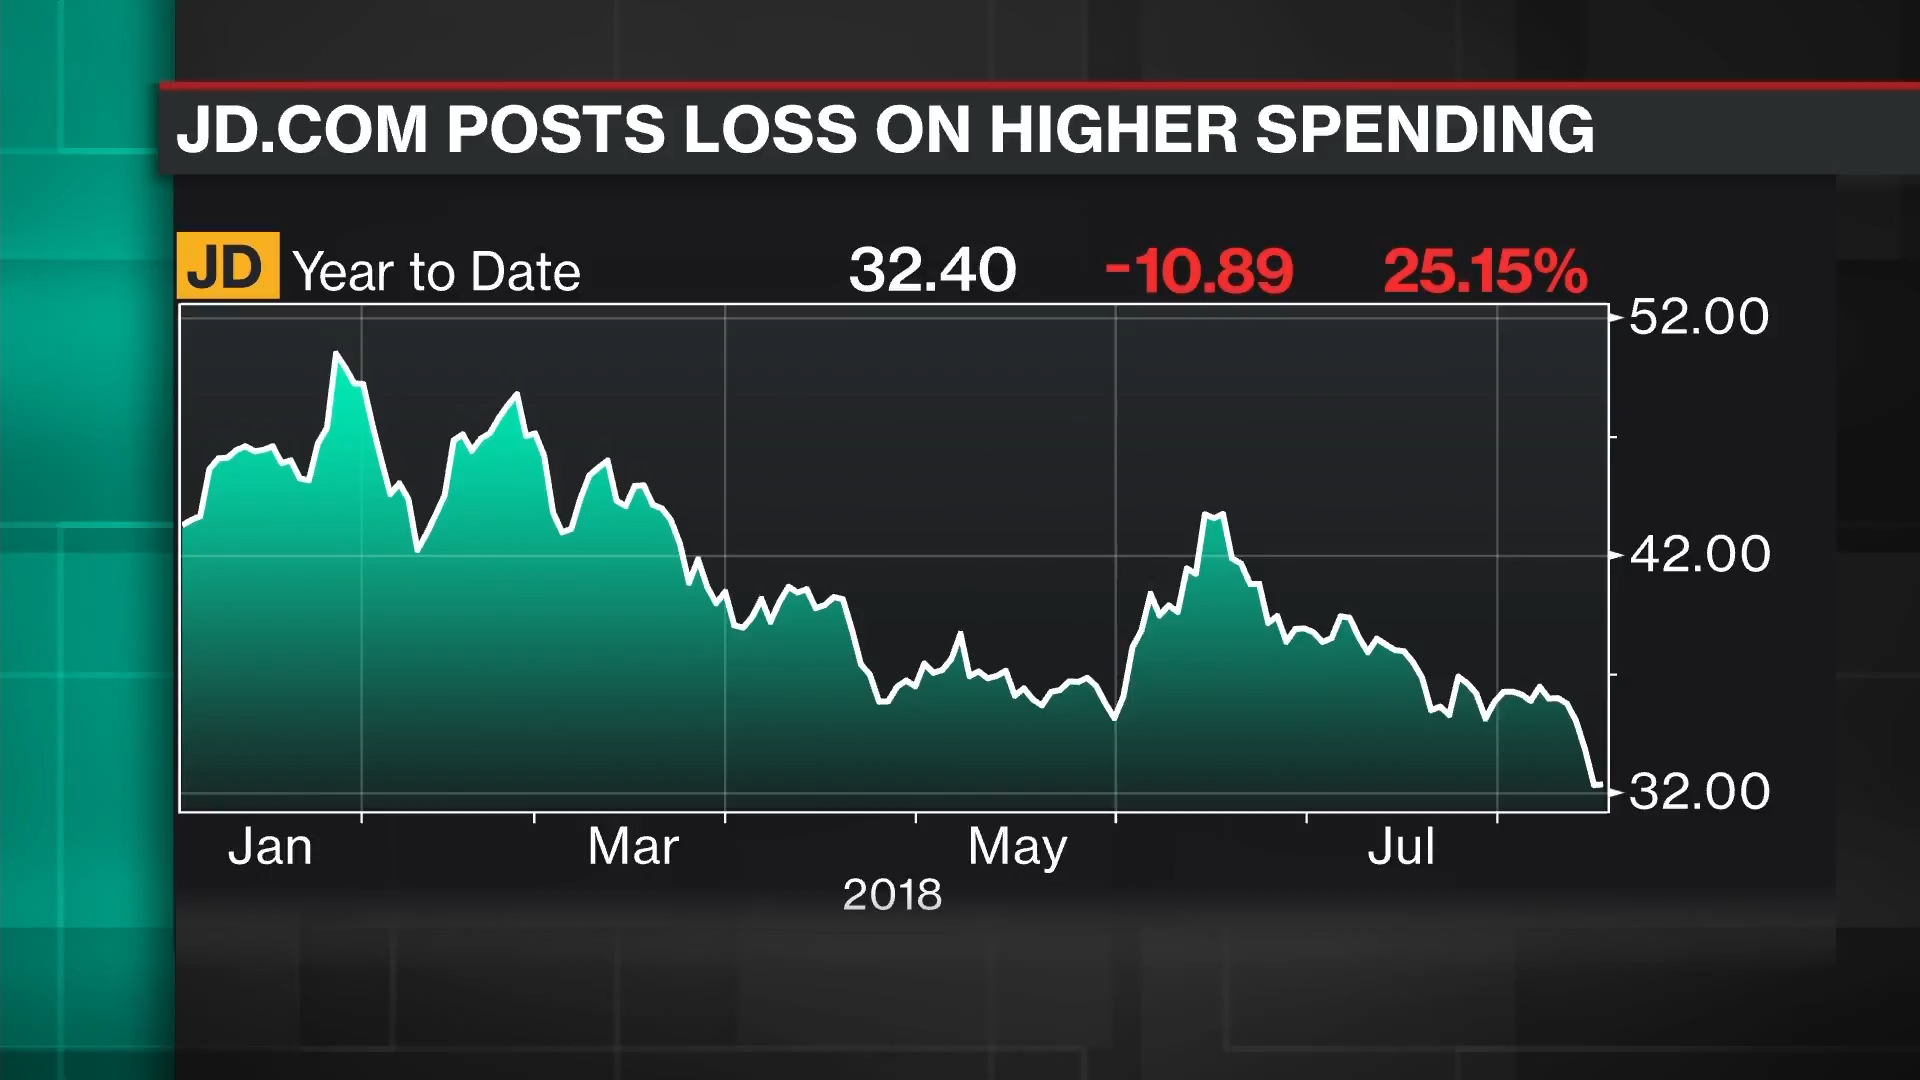 JD.COM POSTS LOSS ON HIGHER SPENDING
JD Year to Date 32.40 -10.89 25.15%
52.00
42.00
32.00
Jan Mar May Jul
2018